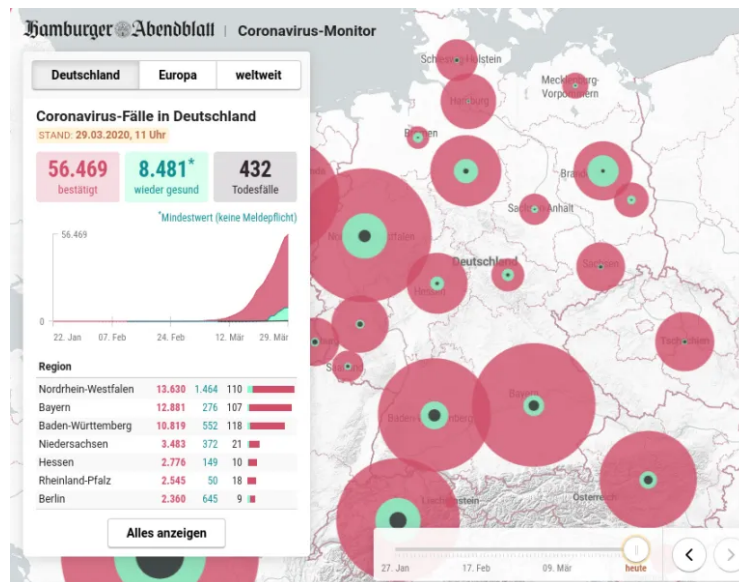 Hamburger Abendblatt | Coronavirus-Monitor
Deutschland Europa weltweit
Coronavirus-Fälle in Deutschland
STAND: 29.03.2020, 11 Uhr
56.469 8.481* 432
bestätigt wieder gesund Todesfälle
*Mindestwert (keine Meldepflicht)
56.469
0
22. Jan 07. Feb 24. Feb 12. Mär 29. Mär
Region
Nordrhein-Westfalen 13.630 1.464 110
Bayern 12.881 276 107
Baden-Württemberg 10.819 552 118
Niedersachsen 3.483 372 21
Hessen 2.776 149 10
Rheinland-Pfalz 2.545 50 18
Berlin 2.360 645 9
Alles anzeigen
Schleswig-Holstein
Mecklenburg-
Vorpommern
Hamburg
Bremen
Sachsen-Anhalt
Deutschland
Sachsen
Hessen
Tschechien
Bayern
Liechtenstein
Österreich
27. Jan 17. Feb 09. Mär heute